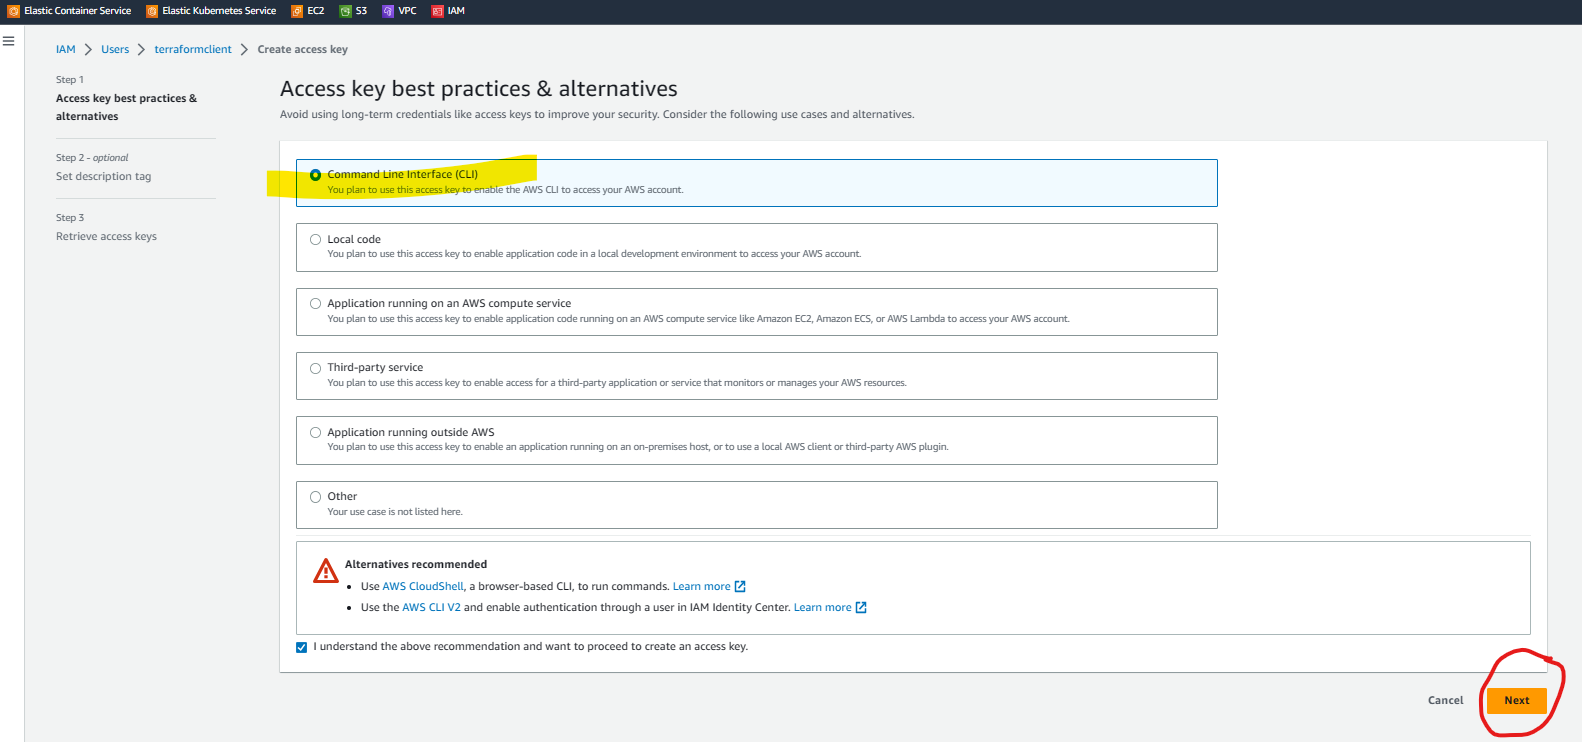 Elastic Container Service Elastic Kubernetes Service EC2 S3 VPC IAM
IAM Users terraformclient Create access key
Step 1
Access key best practices &
alternatives
Step 2 - optional
Set description tag
Step 3
Retrieve access keys
Access key best practices & alternatives
Avoid using long-term credentials like access keys to improve your security. Consider the following use cases and alternatives.
Command Line Interface (CLI)
You plan to use this access key to enable the AWS CLI to access your AWS account.
Local code
You plan to use this access key to enable application code in a local development environment to access your AWS account.
Application running on an AWS compute service
You plan to use this access key to enable application code running on an AWS compute service like Amazon EC2, Amazon ECS, or AWS Lambda to access your AWS account.
Third-party service
You plan to use this access key to enable access for a third-party application or service that monitors or manages your AWS resources.
Application running outside AWS
You plan to use this access key to enable an application running on an on-premises host, or to use a local AWS client or third-party AWS plugin.
Other
Your use case is not listed here.
Alternatives recommended
• Use AWS CloudShell, a browser-based CLI, to run commands. Learn more
• Use the AWS CLI V2 and enable authentication through a user in IAM Identity Center. Learn more
I understand the above recommendation and want to proceed to create an access key.
Cancel Next